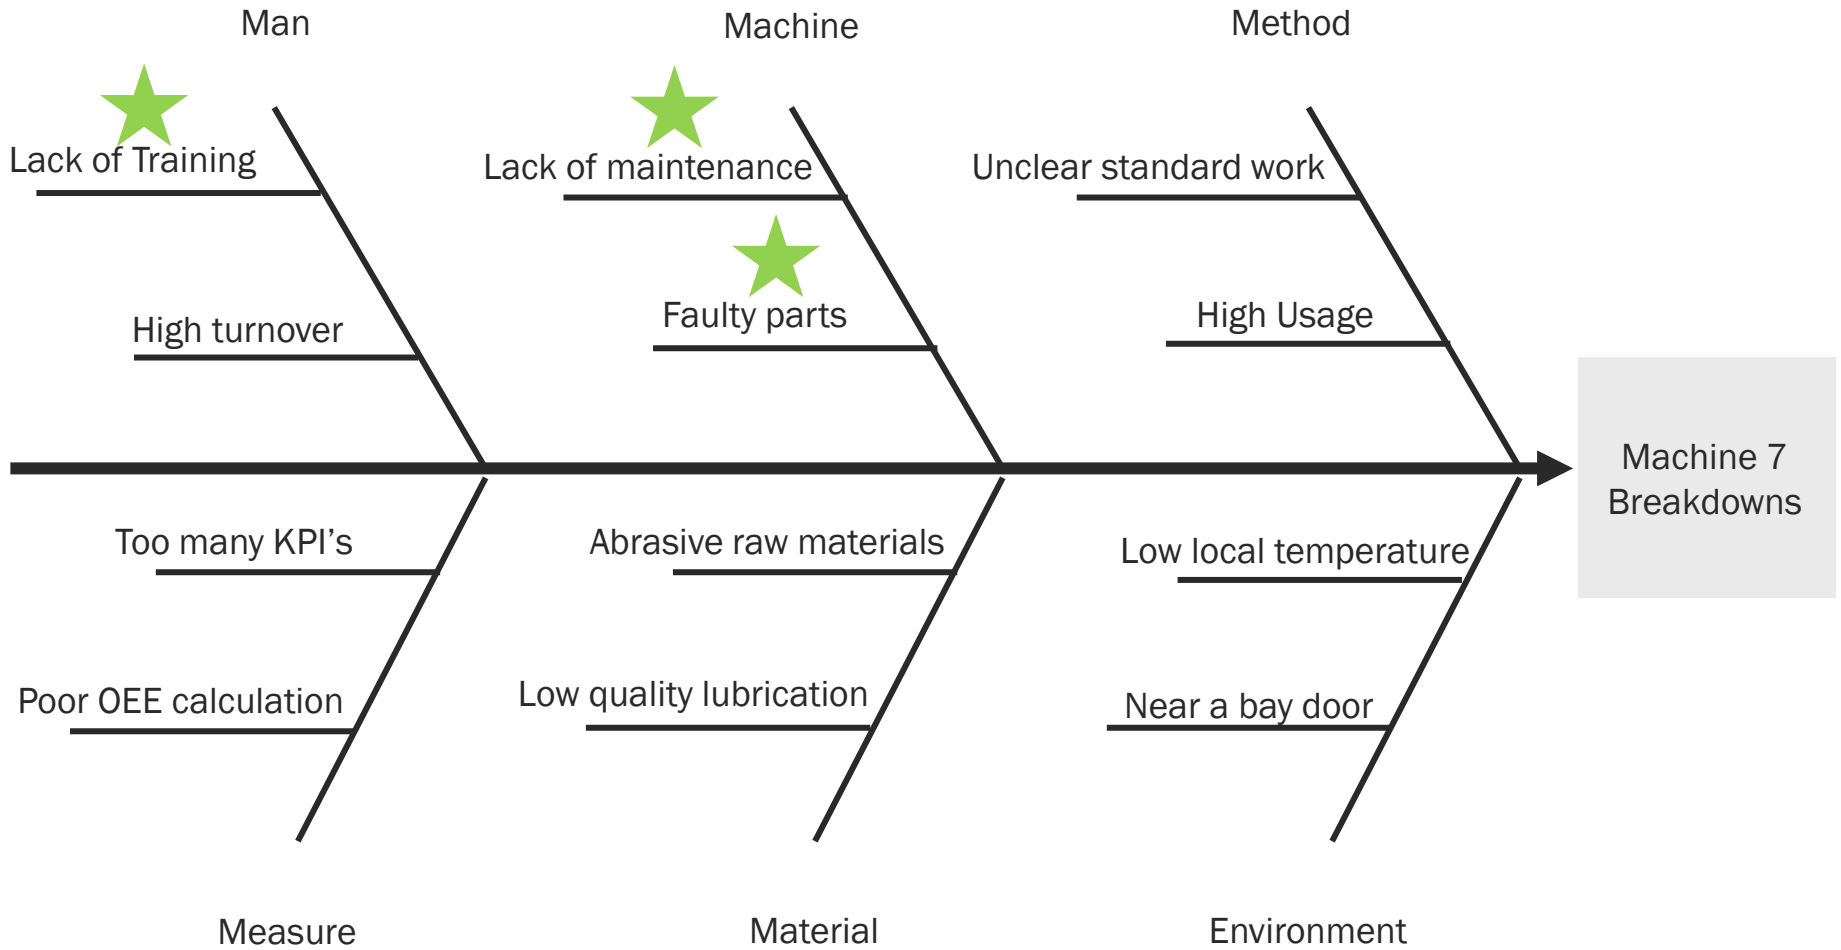 Man
Machine
Method
Lack of Training
Lack of maintenance
Unclear standard work
High turnover
Faulty parts
High Usage
Machine 7
Breakdowns
Too many KPI’s
Abrasive raw materials
Low local temperature
Poor OEE calculation
Low quality lubrication
Near a bay door
Measure
Material
Environment